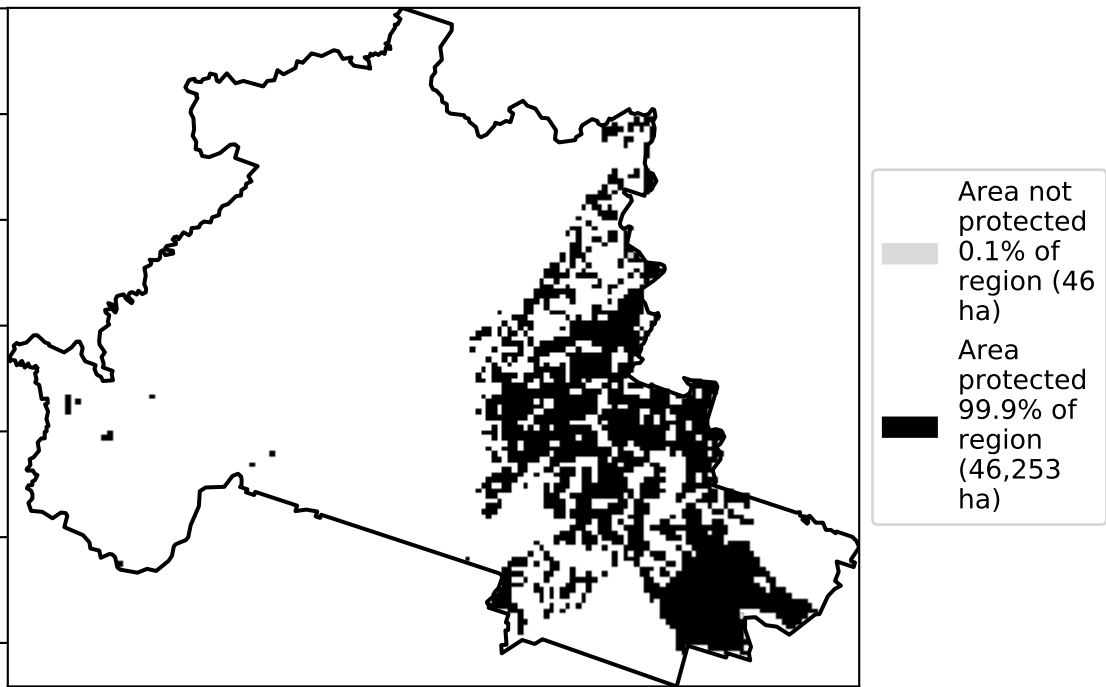 Area not
protected
0.1% of
region (46
ha)
Area
protected
99.9% of
region
(46,253
ha)